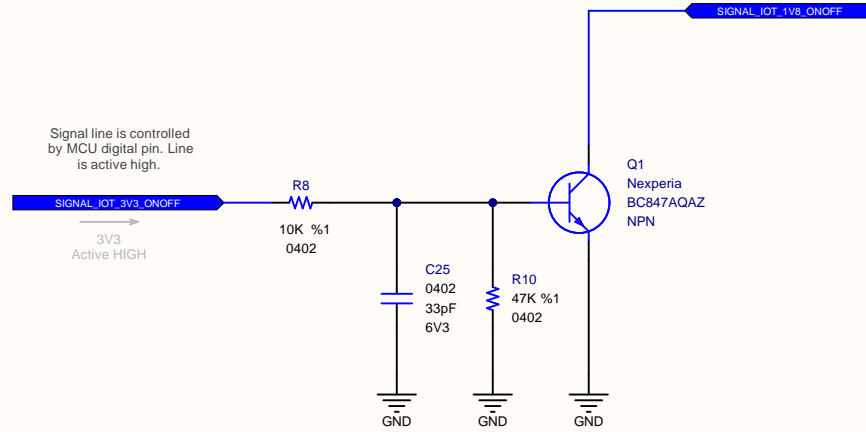 SIGNAL_IOT_1V8_ONOFF
Signal line is controlled
by MCU digital pin. Line
is active high.
SIGNAL_IOT_3V3_ONOFF
3V3
Active HIGH
R8
10K %1
0402
C25
0402
33pF
6V3
R10
47K %1
0402
Q1
Nexperia
BC847AQAZ
NPN
GND
GND
GND